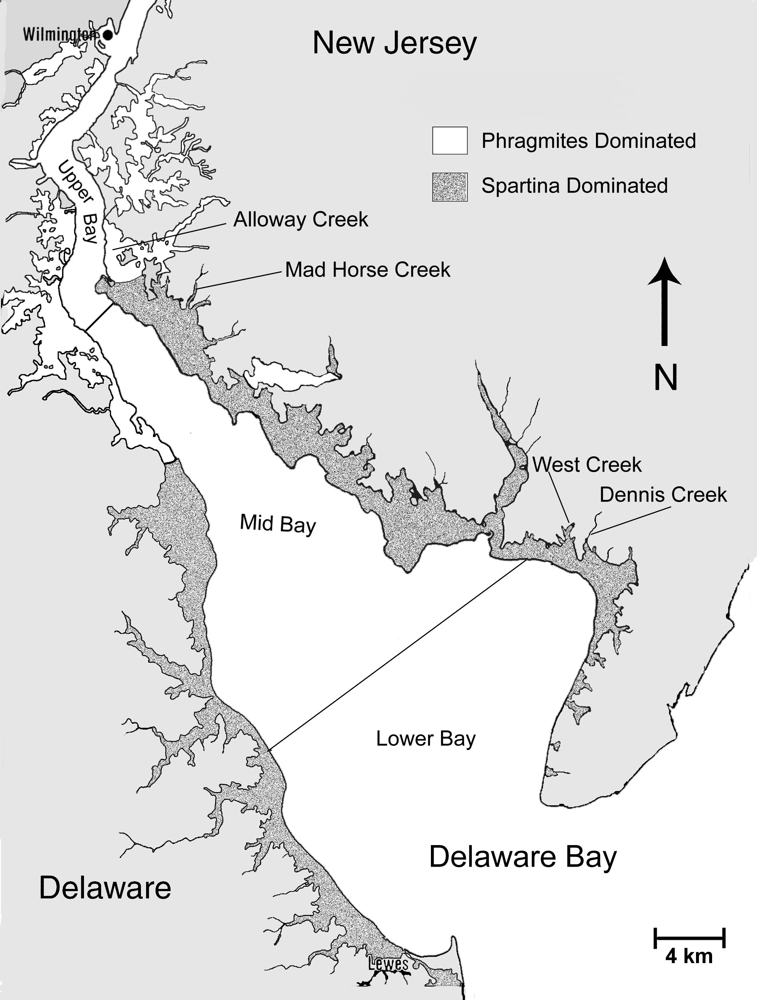 Wilmington
New Jersey
Phragmites Dominated
Spartina Dominated
Upper Bay
Alloway Creek
Mad Horse Creek
N
West Creek
Dennis Creek
Mid Bay
Lower Bay
Delaware Bay
Delaware
4 km
Lewes